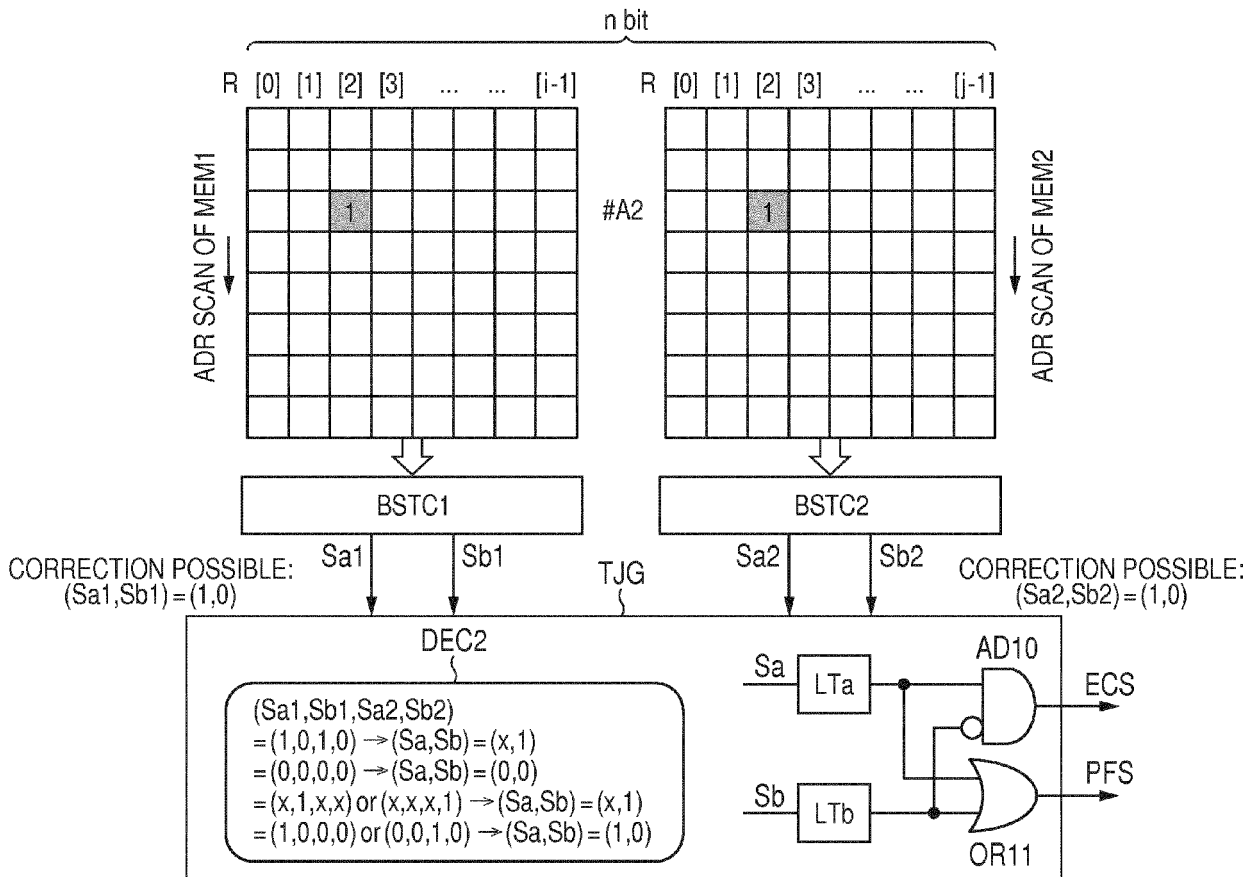 n bit
R [0] [1] [2] [3] ... ... [i-1]
R [0] [1] [2] [3] ... ... [j-1]
ADR SCAN OF MEM1
1
#A2
1
ADR SCAN OF MEM2
BSTC1
BSTC2
Sa1
Sb1
Sa2
Sb2
CORRECTION POSSIBLE:
(Sa1,Sb1)=(1,0)
TJG
CORRECTION POSSIBLE:
(Sa2,Sb2)=(1,0)
DEC2
(Sa1,Sb1,Sa2,Sb2)
=(1,0,1,0)→(Sa,Sb)=(x,1)
=(0,0,0,0)→(Sa,Sb)=(0,0)
=(x,1,x,x) or (x,x,x,1)→(Sa,Sb)=(x,1)
=(1,0,0,0) or (0,0,1,0)→(Sa,Sb)=(1,0)
Sa
LTa
AD10
ECS
Sb
LTb
PFS
OR11